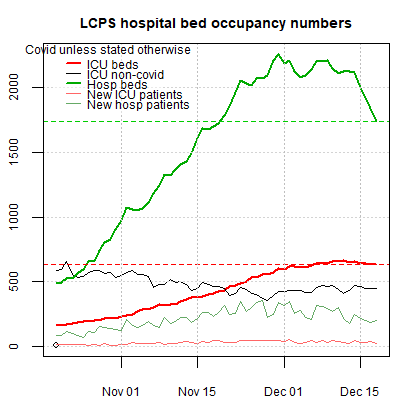 LCPS hospital bed occupancy numbers
Covid unless stated otherwise
ICU beds
ICU non-covid
Hosp beds
New ICU patients
New hosp patients
2000
1500
1000
500
0
Nov 01 Nov 15 Dec 01 Dec 15